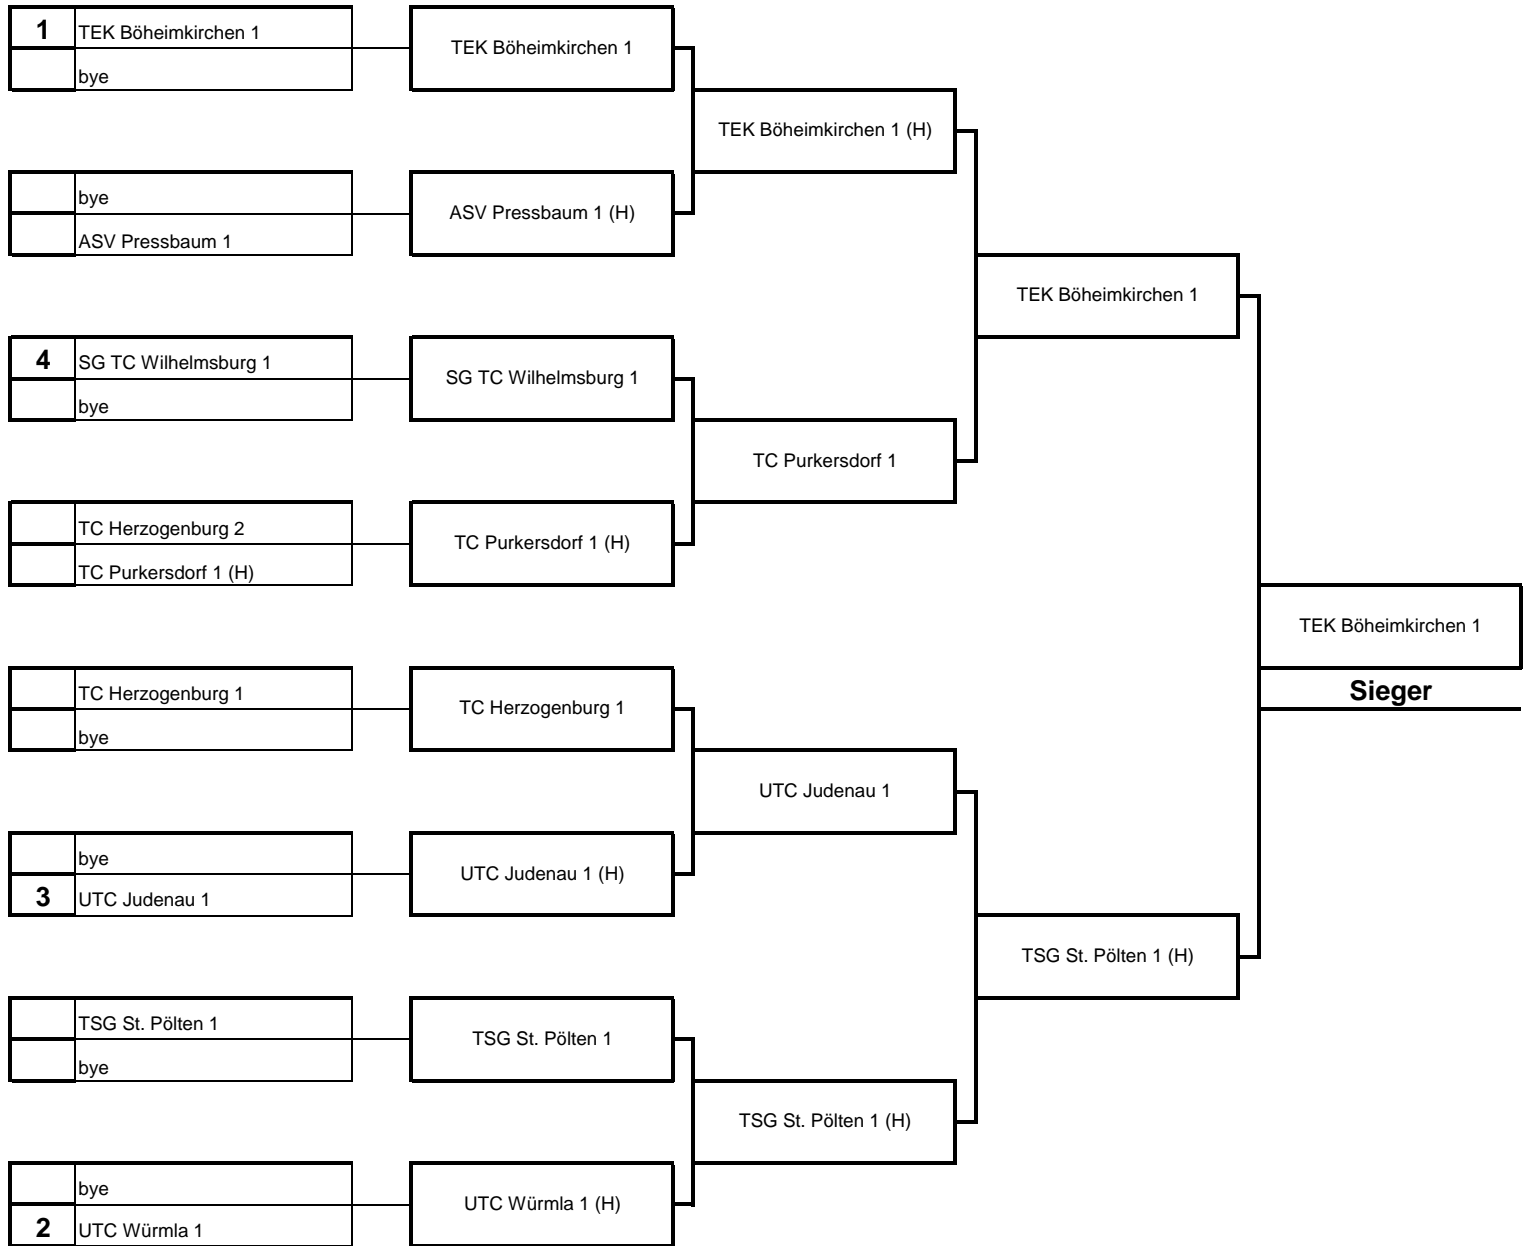 1 TEK Böheimkirchen 1
bye
bye
ASV Pressbaum 1
4 SG TC Wilhelmsburg 1
bye
TC Herzogenburg 2
TC Purkersdorf 1 (H)
TC Herzogenburg 1
bye
bye
3 UTC Judenau 1
TSG St. Pölten 1
bye
bye
2 UTC Würmla 1
TEK Böheimkirchen 1
ASV Pressbaum 1 (H)
SG TC Wilhelmsburg 1
TC Purkersdorf 1 (H)
TC Herzogenburg 1
UTC Judenau 1 (H)
TSG St. Pölten 1
UTC Würmla 1 (H)
TEK Böheimkirchen 1 (H)
TC Purkersdorf 1
UTC Judenau 1
TSG St. Pölten 1 (H)
TEK Böheimkirchen 1
TSG St. Pölten 1 (H)
TEK Böheimkirchen 1
Sieger